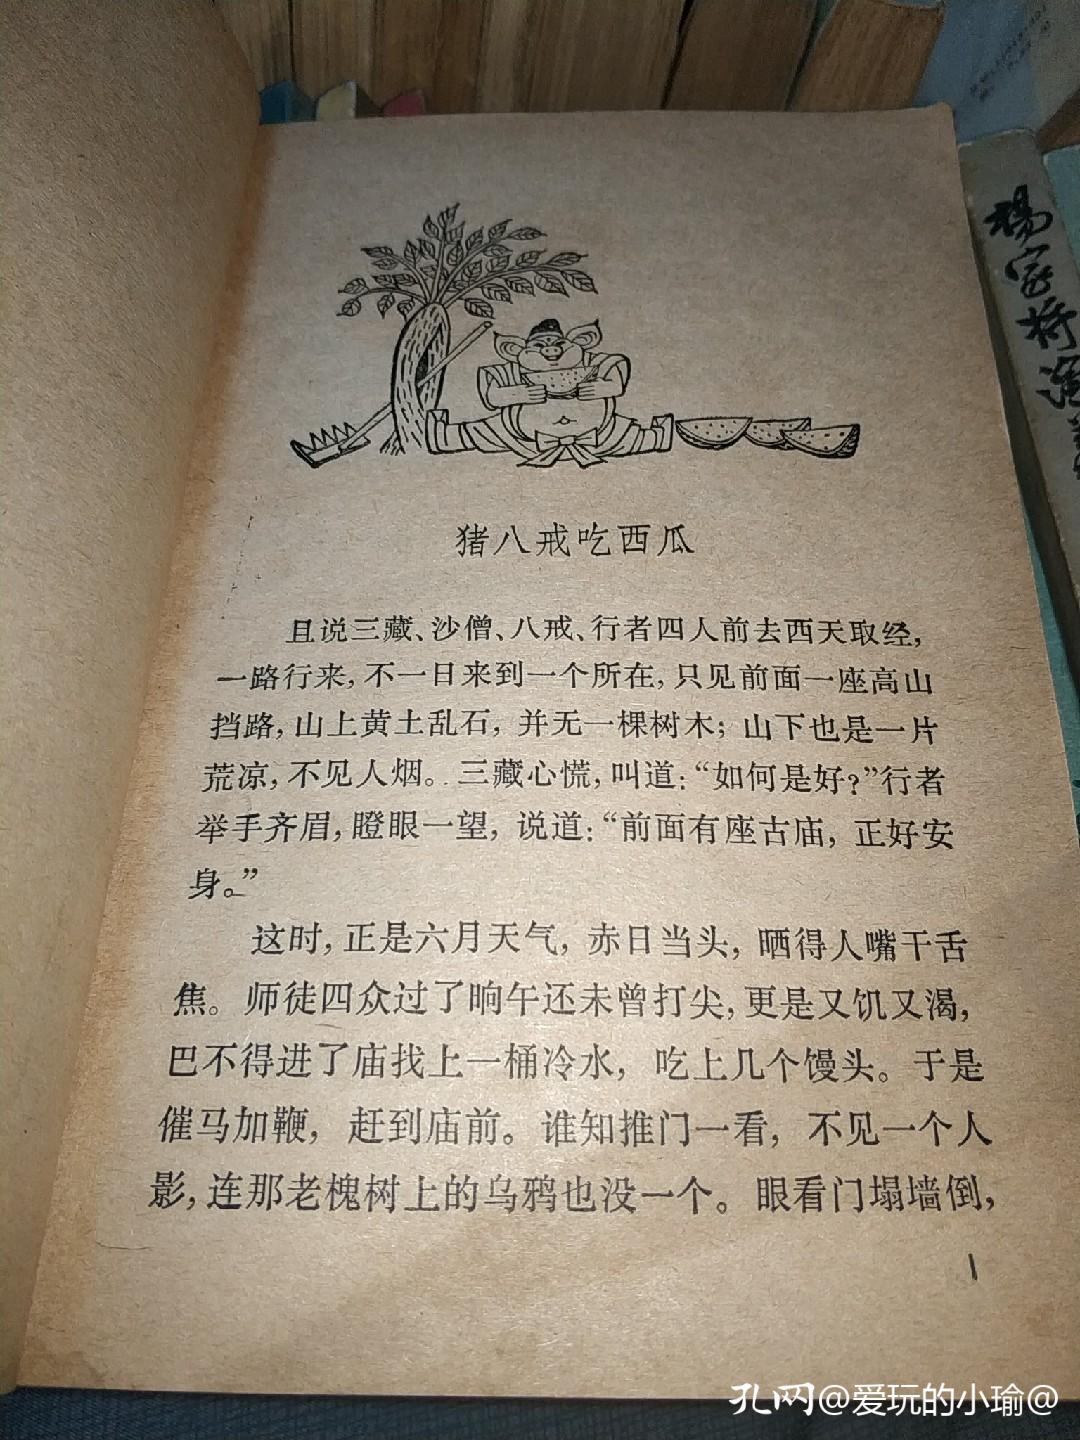 猪八戒吃西瓜
且说三藏、沙僧、八戒、行者四人前去西天取经，
一路行来，不一日来到一个所在，只见前面一座高山
挡路，山上黄土乱石，并无一棵树木；山下也是一片
荒凉，不见人烟。三藏心慌，叫道：“如何是好？”行者
举手齐眉，瞪眼一望，说道：“前面有座古庙，正好安
身。”
这时，正是六月天气，赤日当头，晒得人嘴干舌
焦。师徒四众过了晌午还未曾打尖，更是又饥又渴，
巴不得进了庙找上一桶冷水，吃上几个馒头。于是
催马加鞭，赶到庙前。谁知推门一看，不见一个人
影，连那老槐树上的乌鸦也没一个。眼看门塌墙倒，
1
杨家将
孔网@爱玩的小瑜@